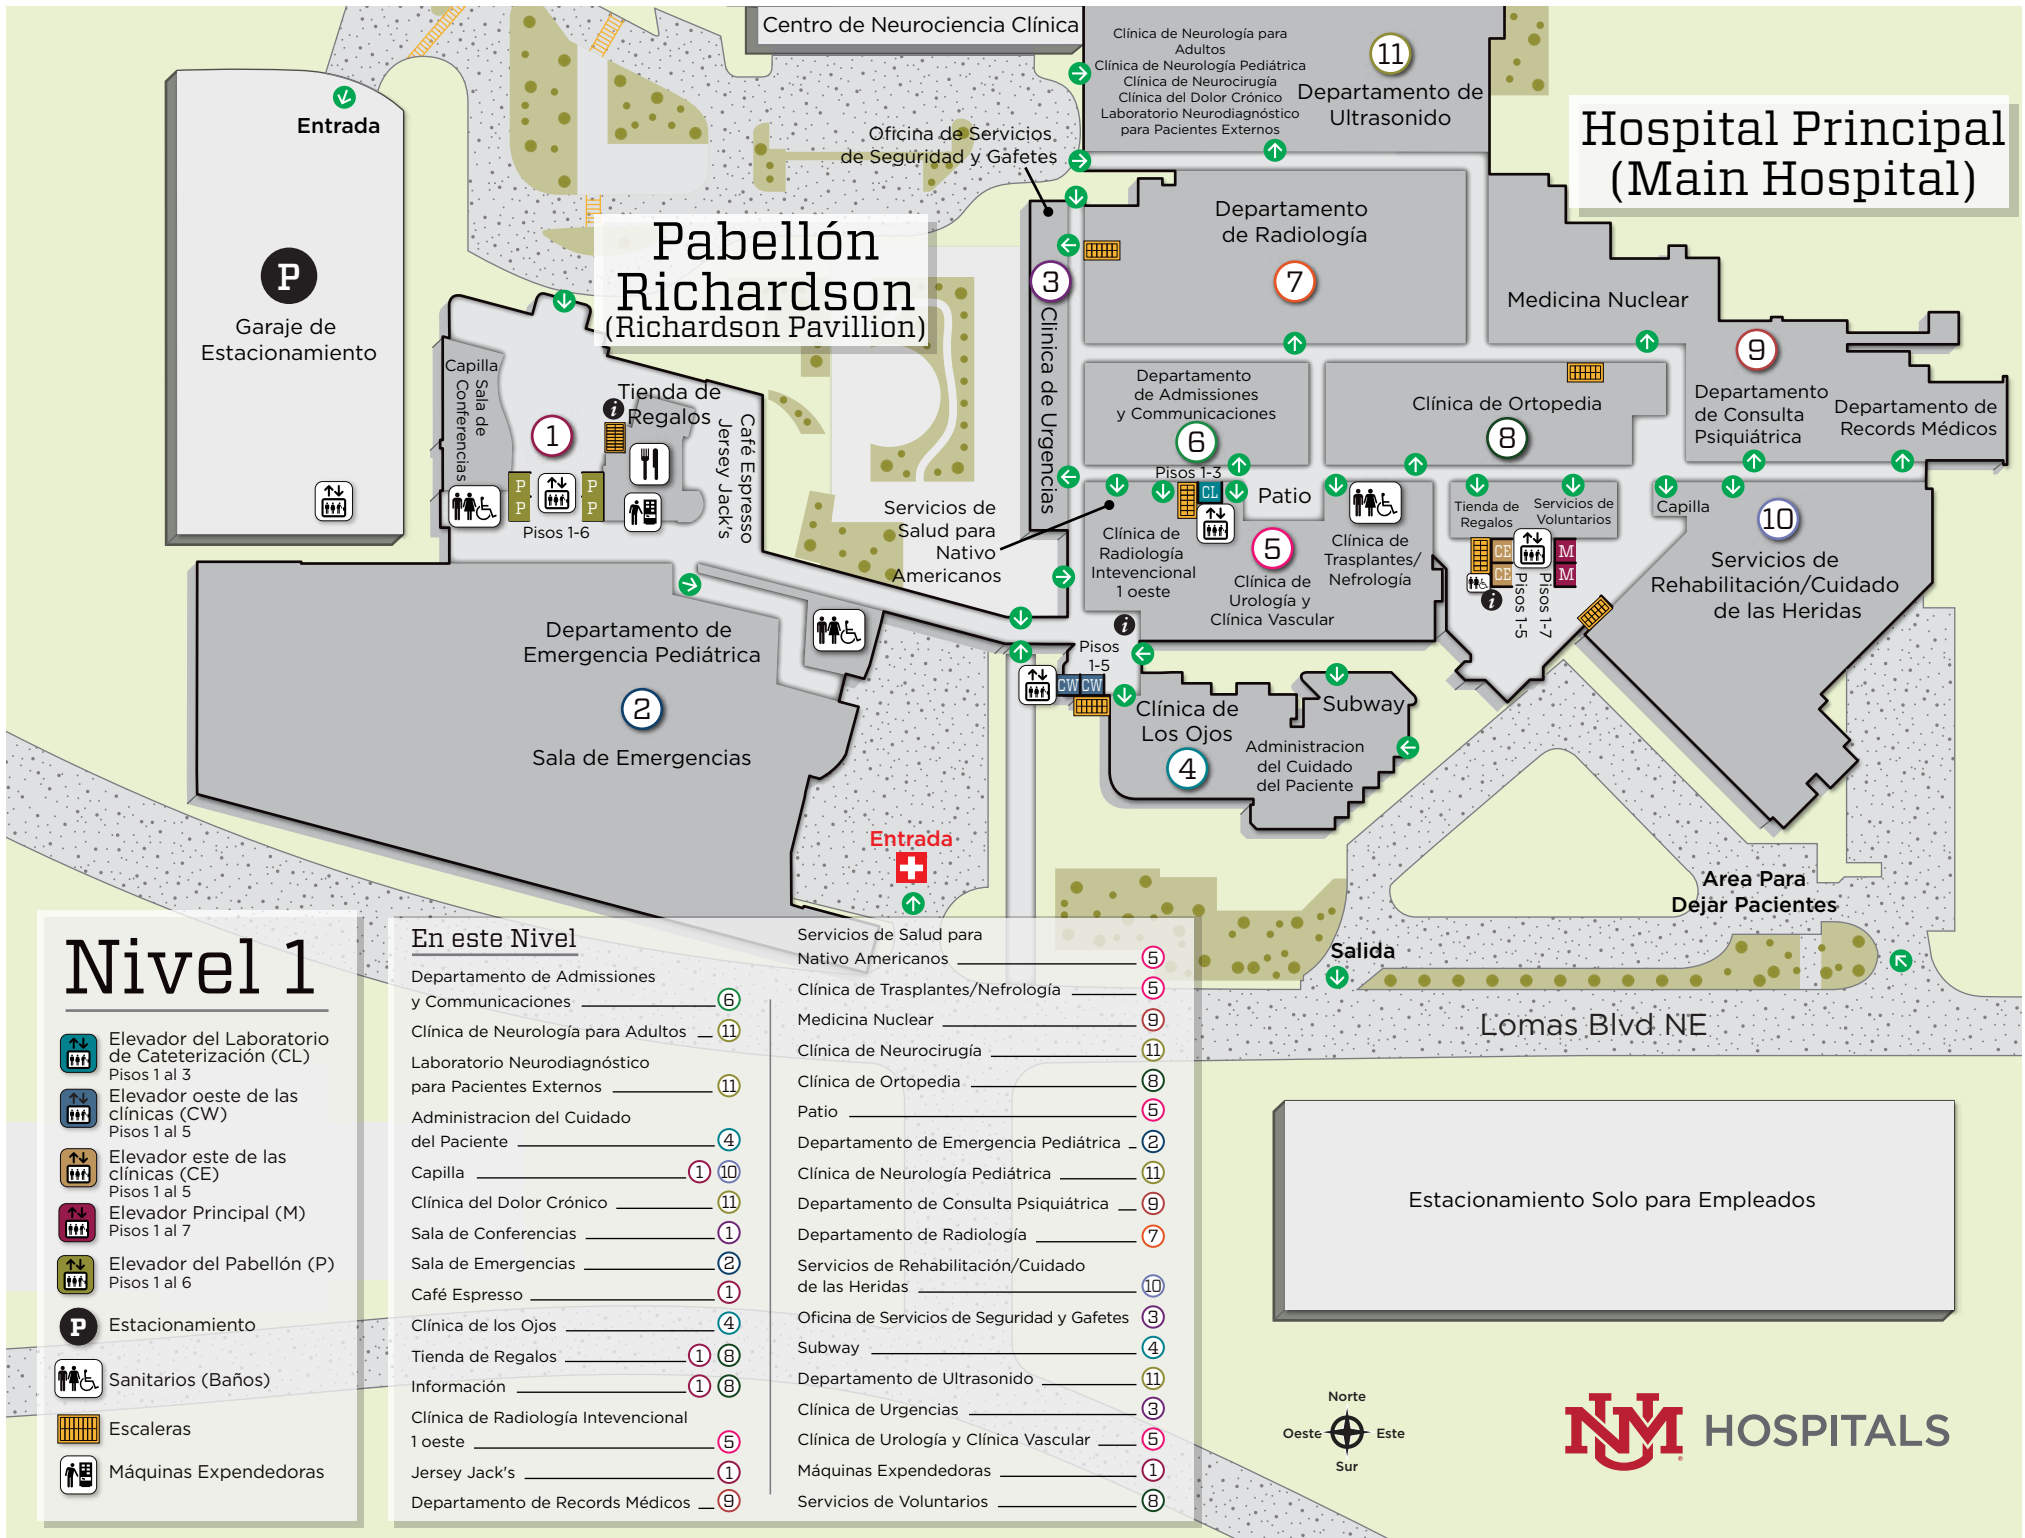 Centro de Neurociencia Clínica
Clínica de Neurología para
Adultos
Clínica de Neurología Pediátrica
Clínica de Neurocirugía
Clínica del Dolor Crónico
Laboratorio Neurodiagnóstico
para Pacientes Externos
11
Departamento de
Ultrasonido
Hospital Principal
(Main Hospital)
Entrada
Oficina de Servicios
de Seguridad y Gafetes
P
Garaje de
Estacionamiento
Pabellón
Richardson
(Richardson Pavillion)
3
Clinica de Urgencias
Departamento
de Radiología
7
Medicina Nuclear
9
Departamento
de Consulta
Psiquiátrica
Departamento de
Records Médicos
Capilla
Sala de
Conferencias
1
i
Tienda de
Regalos
Café Espresso
Jersey Jack's
P
P
P
P
Pisos 1-6
Departamento
de Admissiones
y Communicaciones
6
Clínica de Ortopedia
8
Pisos 1-3
CL
Patio
Servicios de
Salud para
Nativo
Americanos
Clínica de
Radiología
Intevencional
1 oeste
5
Clínica de
Urología y
Clínica Vascular
Clínica de
Trasplantes/
Nefrología
Tienda de
Regalos
Servicios de
Voluntarios
CE
CE
M
M
Pisos 1-5
Pisos 1-7
i
Capilla
10
Servicios de
Rehabilitación/Cuidado
de las Heridas
Departamento de
Emergencia Pediátrica
2
Sala de Emergencias
i
Pisos
1-5
CW CW
Clínica de
Los Ojos
4
Subway
Administracion
del Cuidado
del Paciente
Entrada
Area Para
Dejar Pacientes
Salida
Lomas Blvd NE
Estacionamiento Solo para Empleados
Nivel 1
Elevador del Laboratorio
de Cateterización (CL)
Pisos 1 al 3
Elevador oeste de las
clínicas (CW)
Pisos 1 al 5
Elevador este de las
clínicas (CE)
Pisos 1 al 5
Elevador Principal (M)
Pisos 1 al 7
Elevador del Pabellón (P)
Pisos 1 al 6
P Estacionamiento
Sanitarios (Baños)
Escaleras
Máquinas Expendedoras
En este Nivel
Departamento de Admissiones
y Communicaciones 6
Clínica de Neurología para Adultos 11
Laboratorio Neurodiagnóstico
para Pacientes Externos 11
Administracion del Cuidado
del Paciente 4
Capilla 1 10
Clínica del Dolor Crónico 11
Sala de Conferencias 1
Sala de Emergencias 2
Café Espresso 1
Clínica de los Ojos 4
Tienda de Regalos 1 8
Información 1 8
Clínica de Radiología Intevencional
1 oeste 5
Jersey Jack's 1
Departamento de Records Médicos 9
Servicios de Salud para
Nativo Americanos 5
Clínica de Trasplantes/Nefrología 5
Medicina Nuclear 9
Clínica de Neurocirugía 11
Clínica de Ortopedia 8
Patio 5
Departamento de Emergencia Pediátrica 2
Clínica de Neurología Pediátrica 11
Departamento de Consulta Psiquiátrica 9
Departamento de Radiología 7
Servicios de Rehabilitación/Cuidado
de las Heridas 10
Oficina de Servicios de Seguridad y Gafetes 3
Subway 4
Departamento de Ultrasonido 11
Clínica de Urgencias 3
Clínica de Urología y Clínica Vascular 5
Máquinas Expendedoras 1
Servicios de Voluntarios 8
Norte
Oeste Este
Sur
UNM HOSPITALS